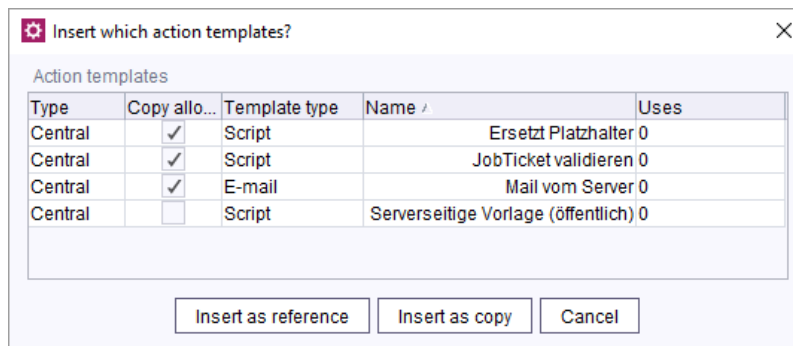 Insert which action templates?
Action templates
Type Copy allo... Template type Name Uses
Central Script Ersetzt Platzhalter 0
Central Script JobTicket validieren 0
Central E-mail Mail vom Server 0
Central Script Serverseitige Vorlage (öffentlich) 0
Insert as reference Insert as copy Cancel